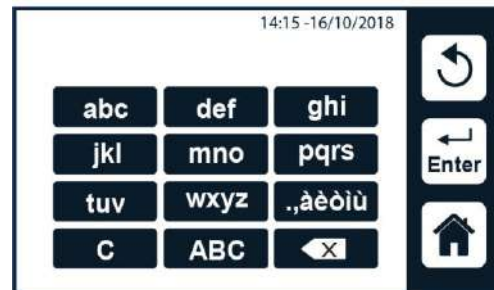 14:15 -16/10/2018
abc def ghi
jkl mno pqrs
Enter
tuv wxyz .,àèòìù
C ABC X